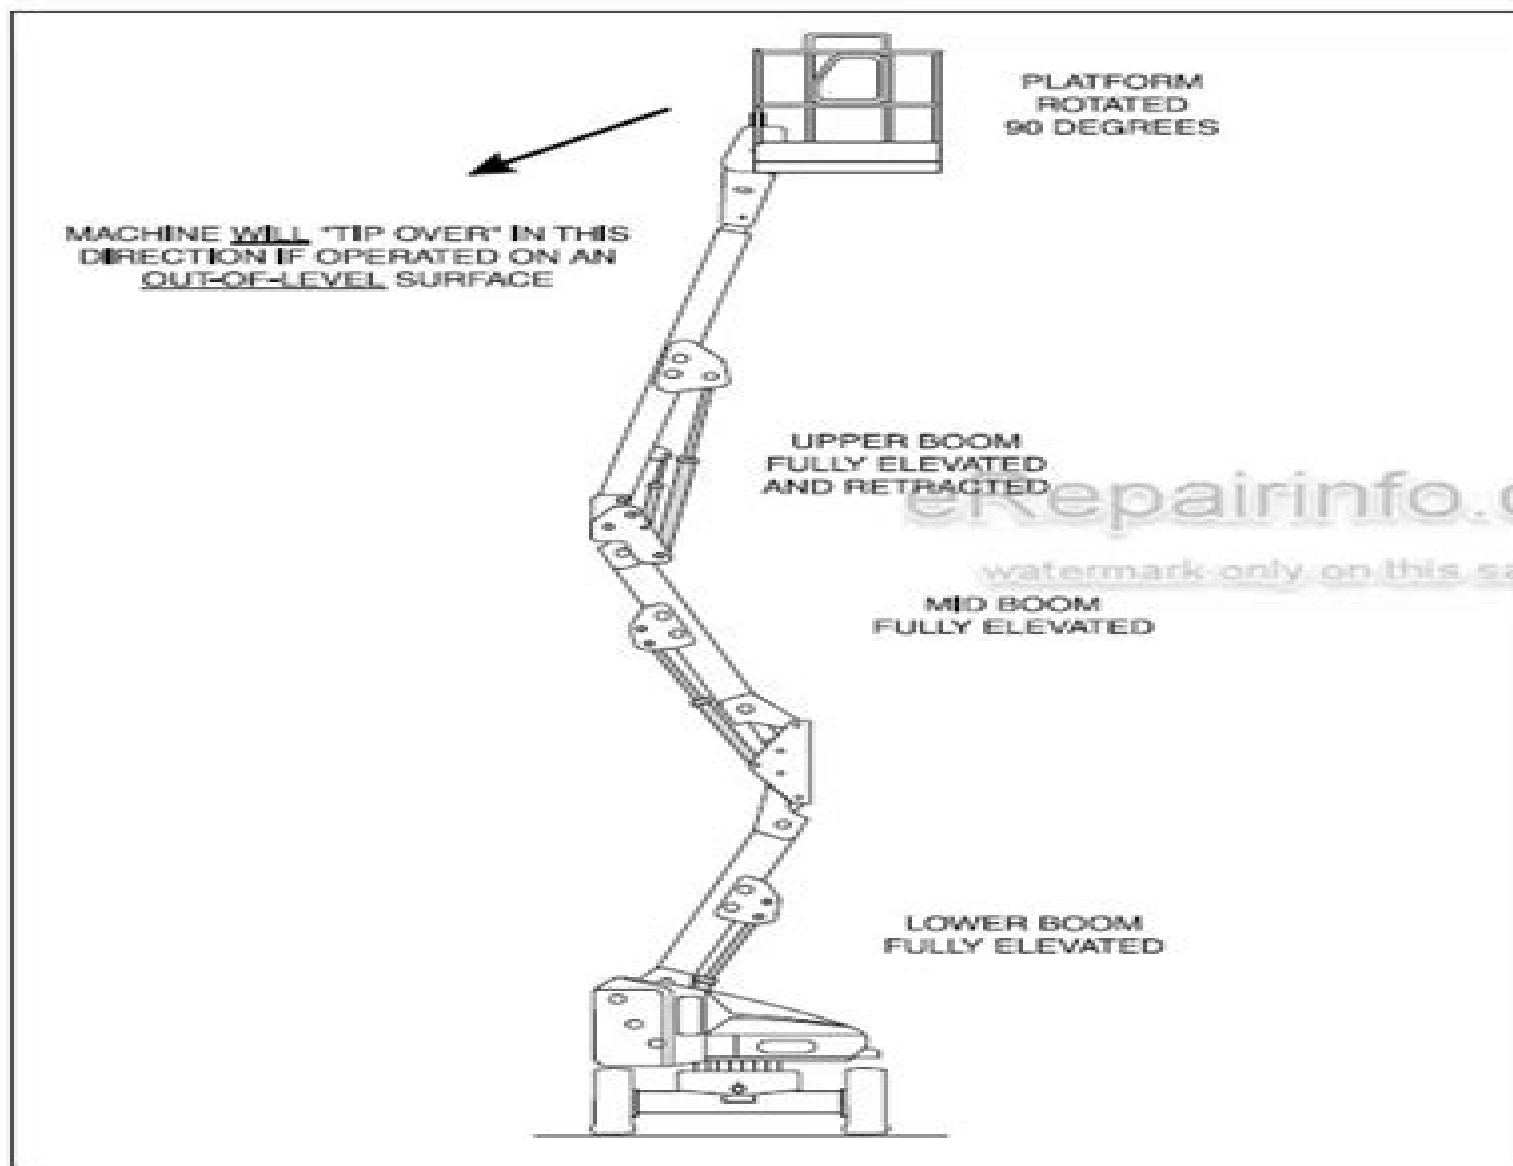 PLATFORM
ROTATED
90 DEGREES
MACHINE WILL "TIP OVER" IN THIS
DIRECTION IF OPERATED ON AN
OUT-OF-LEVEL SURFACE
UPPER BOOM
FULLY ELEVATED
AND RETRACTED
eRepairinfo.c
watermark only on this sa
MID BOOM
FULLY ELEVATED
LOWER BOOM
FULLY ELEVATED